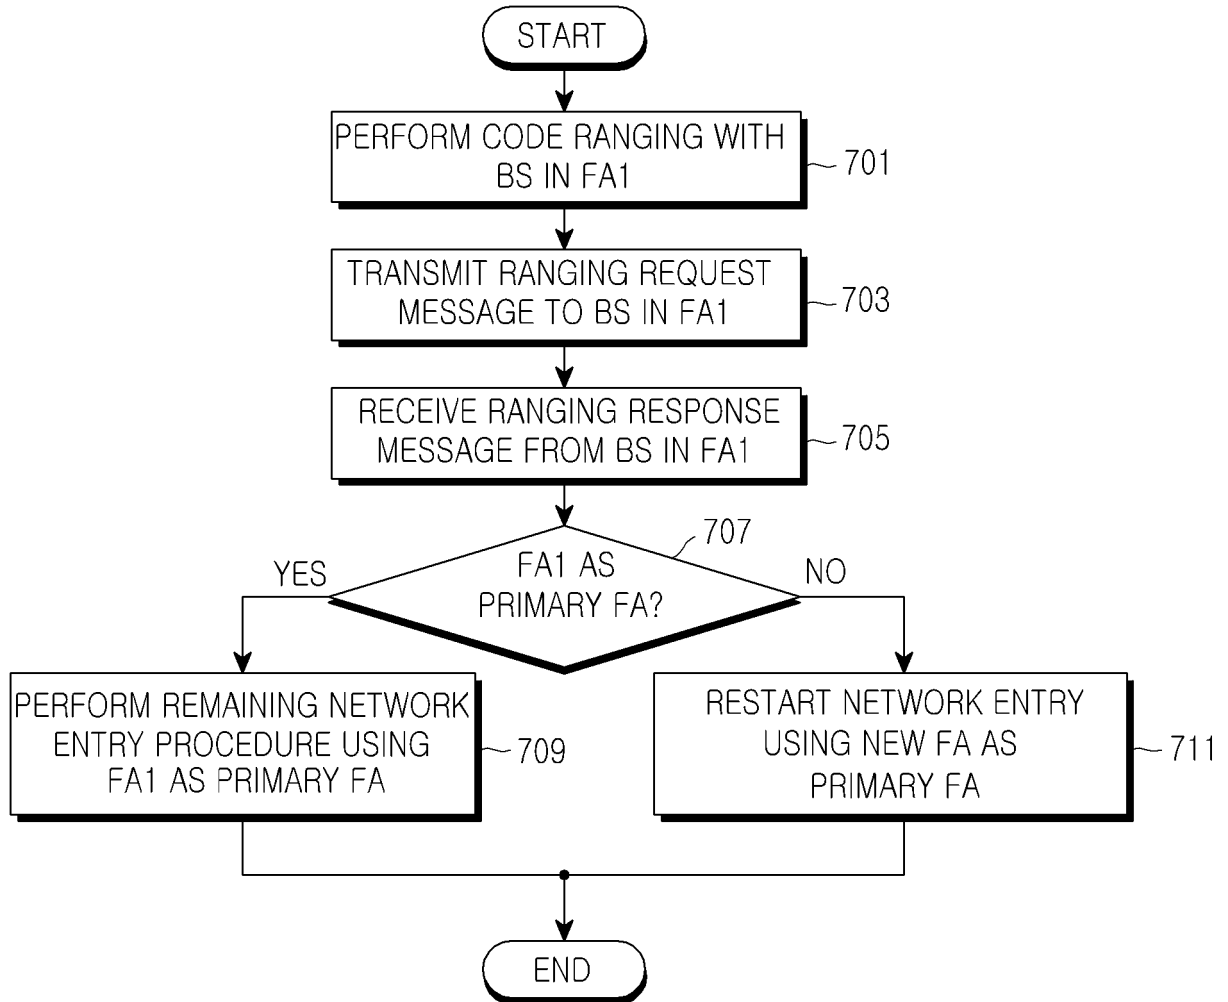 START
PERFORM CODE RANGING WITH
BS IN FA1
701
TRANSMIT RANGING REQUEST
MESSAGE TO BS IN FA1
703
RECEIVE RANGING RESPONSE
MESSAGE FROM BS IN FA1
705
707
FA1 AS
PRIMARY FA?
YES
NO
PERFORM REMAINING NETWORK
ENTRY PROCEDURE USING
FA1 AS PRIMARY FA
709
RESTART NETWORK ENTRY
USING NEW FA AS
PRIMARY FA
711
END